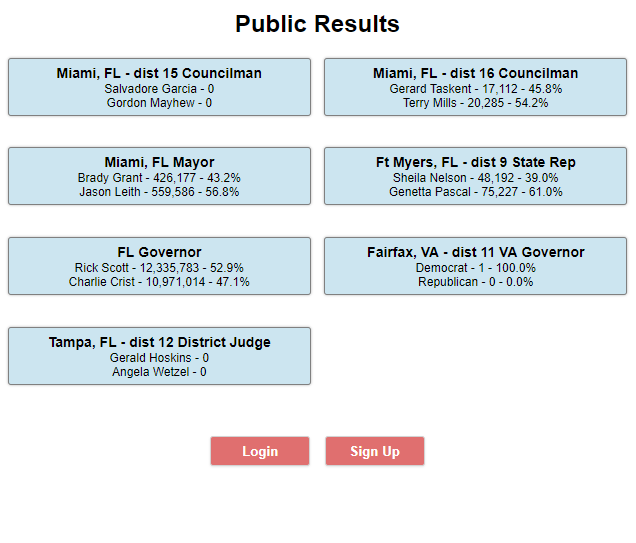 Public Results
Miami, FL - dist 15 Councilman
Salvadore Garcia - 0
Gordon Mayhew - 0
Miami, FL - dist 16 Councilman
Gerard Taskent - 17,112 - 45.8%
Terry Mills - 20,285 - 54.2%
Miami, FL Mayor
Brady Grant - 426,177 - 43.2%
Jason Leith - 559,586 - 56.8%
Ft Myers, FL - dist 9 State Rep
Sheila Nelson - 48,192 - 39.0%
Genetta Pascal - 75,227 - 61.0%
FL Governor
Rick Scott - 12,335,783 - 52.9%
Charlie Crist - 10,971,014 - 47.1%
Fairfax, VA - dist 11 VA Governor
Democrat - 1 - 100.0%
Republican - 0 - 0.0%
Tampa, FL - dist 12 District Judge
Gerald Hoskins - 0
Angela Wetzel - 0
Login
Sign Up